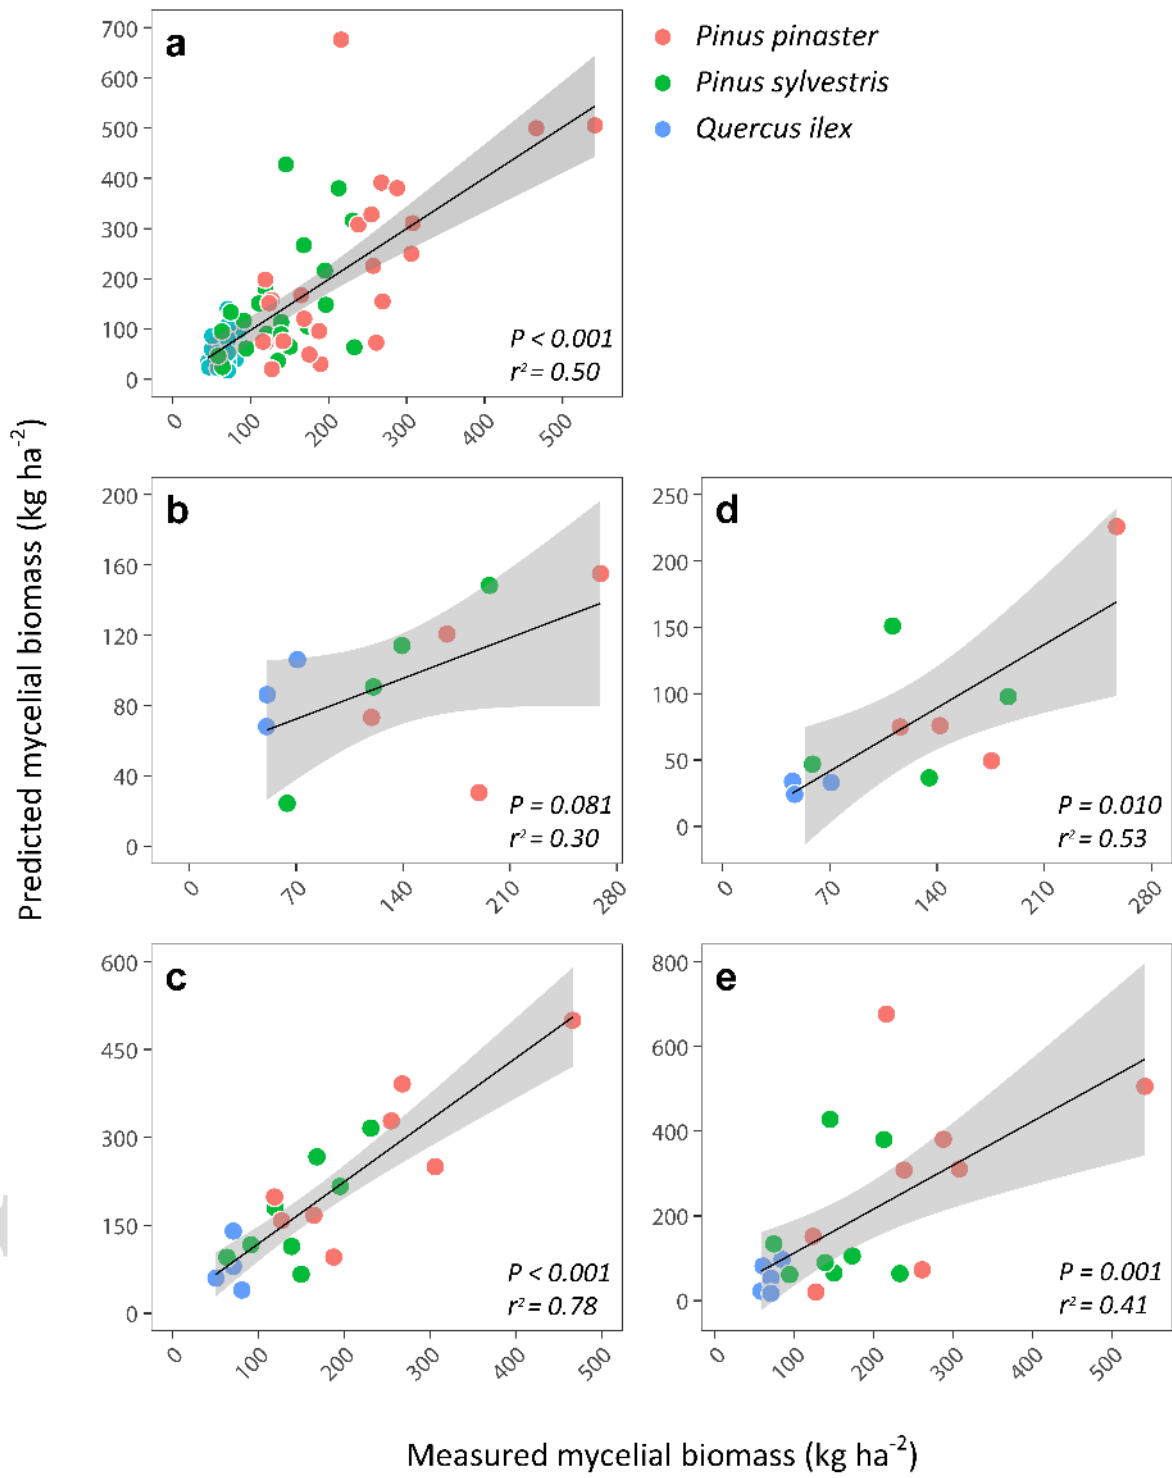 a
Pinus pinaster
Pinus sylvestris
Quercus ilex
700
600
500
400
300
200
100
0
P < 0.001
r² = 0.50
0
100
200
300
400
500
Predicted mycelial biomass (kg ha⁻²)
b
200
160
120
80
40
0
P = 0.081
r² = 0.30
0
70
140
210
280
d
250
200
150
100
50
0
P = 0.010
r² = 0.53
0
70
140
210
280
c
600
450
300
150
0
P < 0.001
r² = 0.78
0
100
200
300
400
500
e
800
600
400
200
0
P = 0.001
r² = 0.41
0
100
200
300
400
500
Measured mycelial biomass (kg ha⁻²)